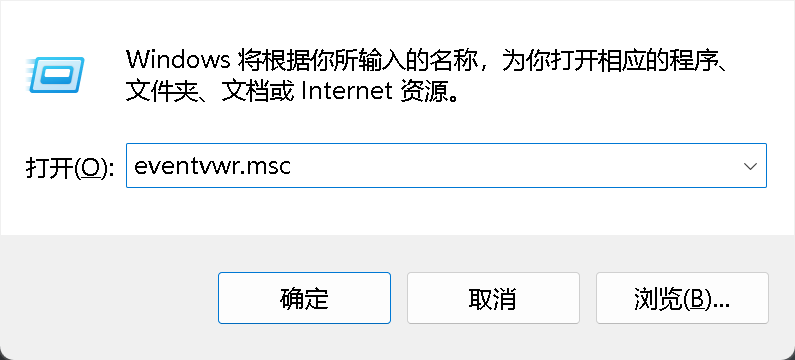 Windows 将根据你所输入的名称，为你打开相应的程序、
文件夹、文档或 Internet 资源。
打开(O): eventvwr.msc
确定 取消 浏览(B)...